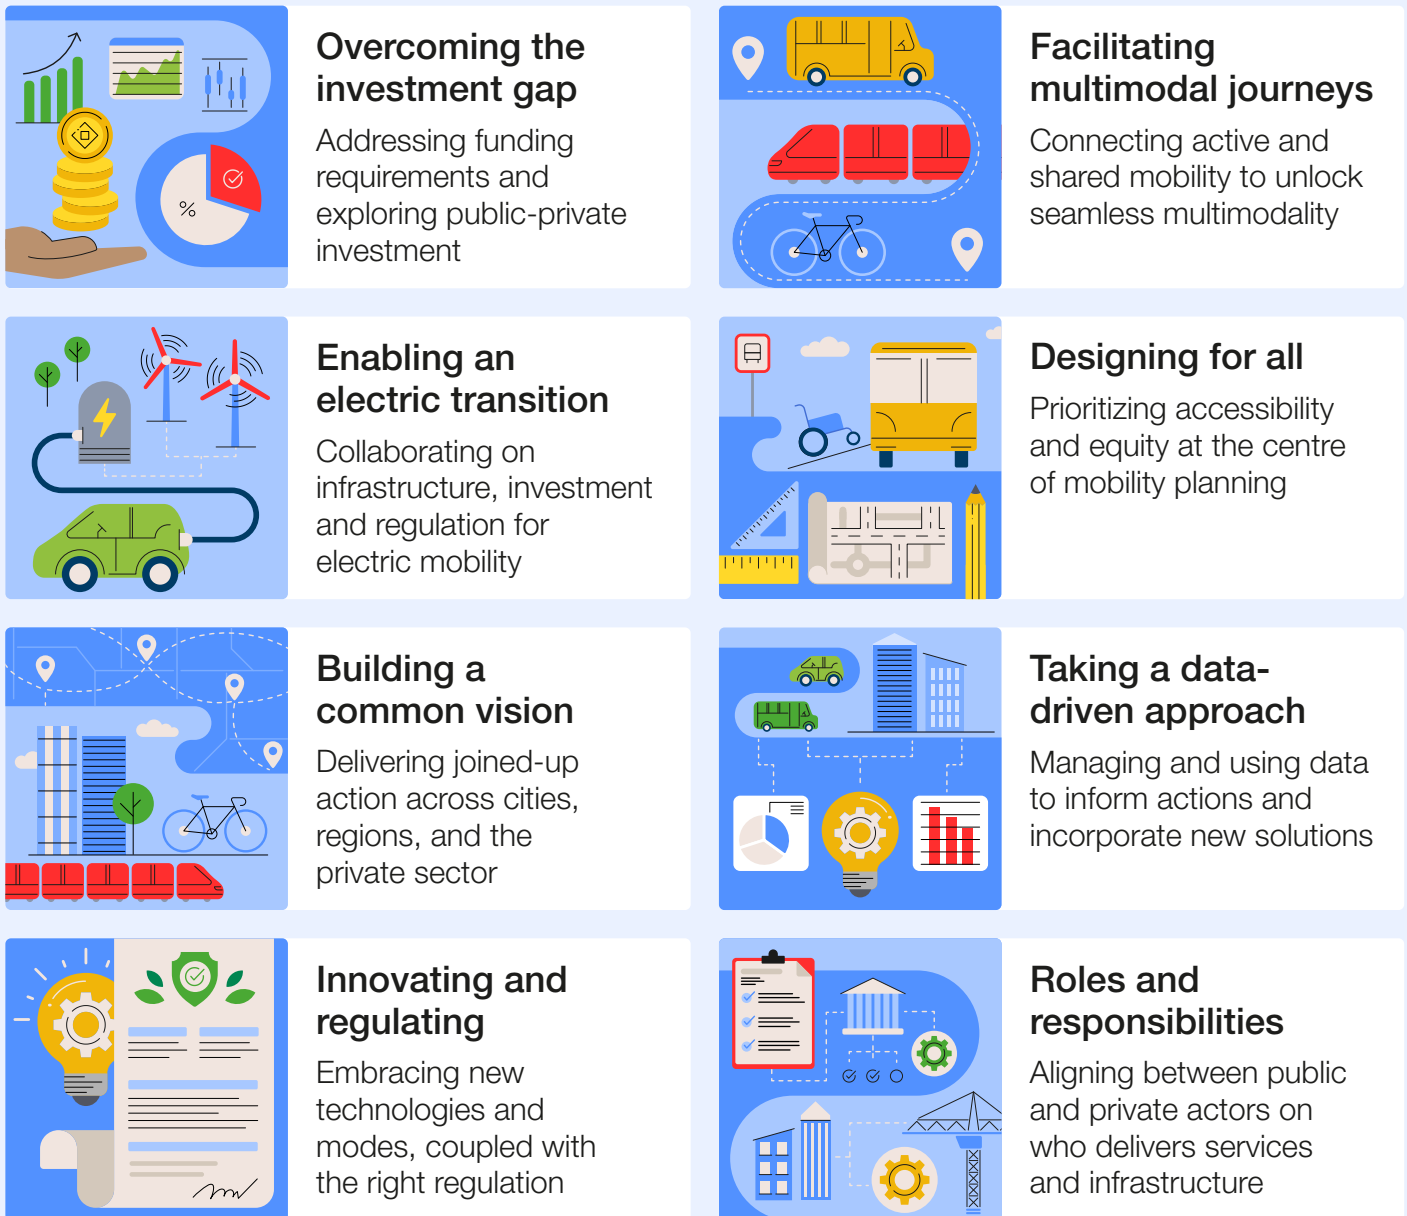 Overcoming the
investment gap
Addressing funding
requirements and
exploring public-private
investment
%
Facilitating
multimodal journeys
Connecting active and
shared mobility to unlock
seamless multimodality
Enabling an
electric transition
Collaborating on
infrastructure, investment
and regulation for
electric mobility
Designing for all
Prioritizing accessibility
and equity at the centre
of mobility planning
Building a
common vision
Delivering joined-up
action across cities,
regions, and the
private sector
Taking a data-
driven approach
Managing and using data
to inform actions and
incorporate new solutions
Innovating and
regulating
Embracing new
technologies and
modes, coupled with
the right regulation
Roles and
responsibilities
Aligning between public
and private actors on
who delivers services
and infrastructure